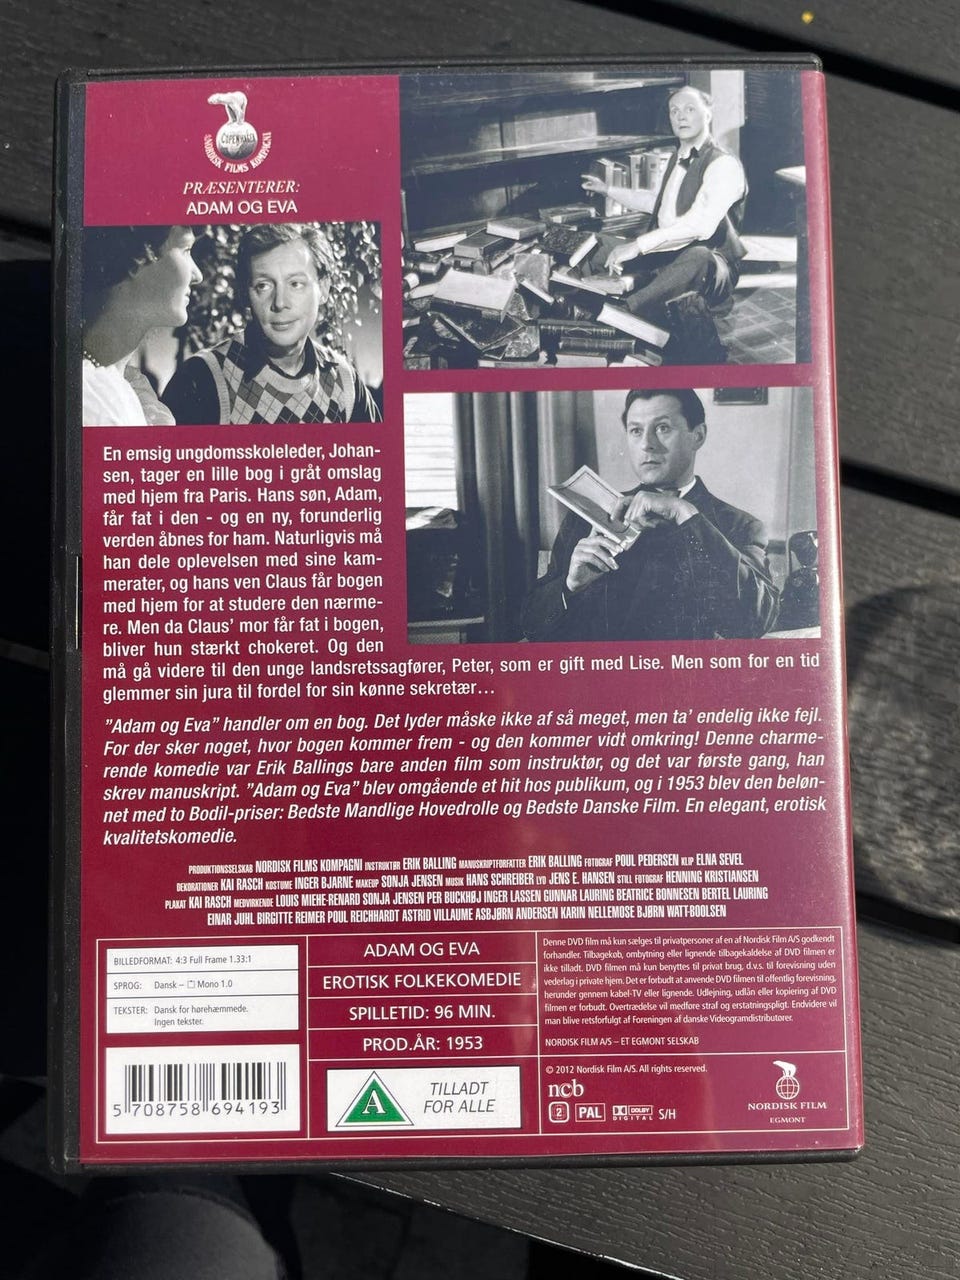 COPENHAGEN
NORDISK FILMS KOMPAGNI
PRÆSENTERER:
ADAM OG EVA
En emsig ungdomsskoleleder, Johan-
sen, tager en lille bog i gråt omslag
med hjem fra Paris. Hans søn, Adam,
får fat i den - og en ny, forunderlig
verden åbnes for ham. Naturligvis må
han dele oplevelsen med sine kam-
merater, og hans ven Claus får bogen
med hjem for at studere den nærme-
re. Men da Claus' mor får fat i bogen,
bliver hun stærkt chokeret. Og den
må gå videre til den unge landsretssagfører, Peter, som er gift med Lise. Men som for en tid
glemmer sin jura til fordel for sin kønne sekretær...
"Adam og Eva" handler om en bog. Det lyder måske ikke af så meget, men ta' endelig ikke fejl.
For der sker noget, hvor bogen kommer frem - og den kommer vidt omkring! Denne charme-
rende komedie var Erik Ballings bare anden film som instruktør, og det var første gang, han
skrev manuskript. "Adam og Eva" blev omgående et hit hos publikum, og i 1953 blev den beløn-
net med to Bodil-priser: Bedste Mandlige Hovedrolle og Bedste Danske Film. En elegant, erotisk
kvalitetskomedie.
PRODUKTIONSSELSKAB NORDISK FILMS KOMPAGNI INSTRUKTØR ERIK BALLING MANUSKRIPTFORFATTER ERIK BALLING FOTOGRAF POUL PEDERSEN KLIP ELNA SEVEL
DEKORATIONER KAI RASCH KOSTUME INGER BJARNE MAKEUP SONJA JENSEN MUSIK HANS SCHREIBER LYD JENS E. HANSEN STILL FOTOGRAF HENNING KRISTIANSEN
PLAKAT KAI RASCH MEDVIRKENDE LOUIS MIEHE-RENARD SONJA JENSEN PER BUCKHØJ INGER LASSEN GUNNAR LAURING BEATRICE BONNESEN BERTEL LAURING
EINAR JUHL BIRGITTE REIMER POUL REICHHARDT ASTRID VILLAUME ASBJØRN ANDERSEN KARIN NELLEMOSE BJØRN WATT-BOOLSEN
BILLEDFORMAT: 4:3 Full Frame 1.33:1
SPROG: Dansk – Mono 1.0
TEKSTER: Dansk for hørehæmmede.
Ingen tekster.
5 708758 694193
ADAM OG EVA
EROTISK FOLKEKOMEDIE
SPILLETID: 96 MIN.
PROD.ÅR: 1953
A
TILLADT
FOR ALLE
Denne DVD film må kun sælges til privatpersoner af en af Nordisk Film A/S godkendt
forhandler. Tilbagekøb, ombytning eller lignende tilbagekaldelse af DVD filmen er
ikke tilladt. DVD filmen må kun benyttes til privat brug, d.v.s. til forevisning uden
vederlag i private hjem. Det er forbudt at anvende DVD filmen til offentlig forevisning,
herunder gennem kabel-TV eller lignende. Udlejning, udlån eller kopiering af DVD
filmen er forbudt. Overtrædelse vil medføre straf og erstatningspligt. Endvidere vil
man blive retsforfulgt af Foreningen af danske Videogramdistributører.
NORDISK FILM A/S – ET EGMONT SELSKAB
© 2012 Nordisk Film A/S. All rights reserved.
ncb
2 PAL DOLBY DIGITAL S/H
NORDISK FILM
EGMONT